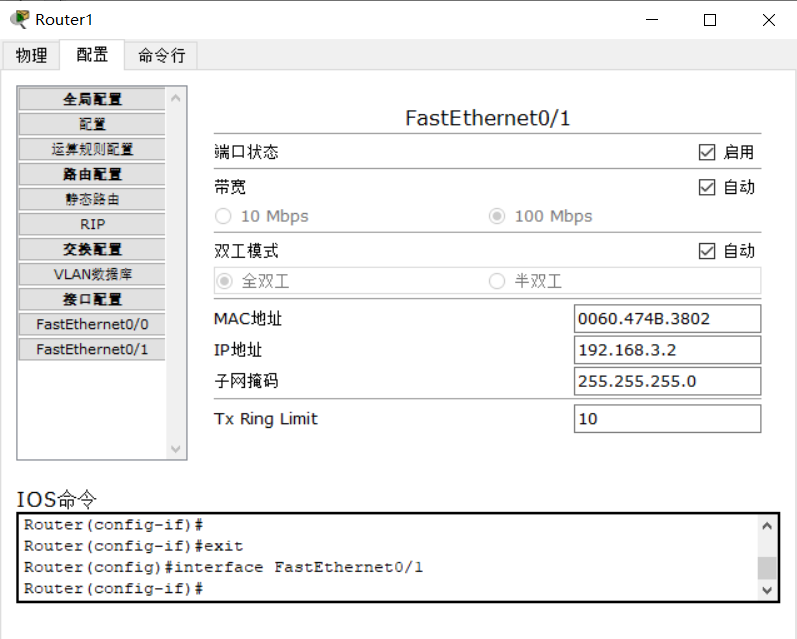 Router1
物理 配置 命令行
全局配置
配置
运算规则配置
路由配置
静态路由
RIP
交换配置
VLAN数据库
接口配置
FastEthernet0/0
FastEthernet0/1
FastEthernet0/1
端口状态 启用
带宽 自动
10 Mbps 100 Mbps
双工模式 自动
全双工 半双工
MAC地址 0060.474B.3802
IP地址 192.168.3.2
子网掩码 255.255.255.0
Tx Ring Limit 10
IOS命令
Router(config-if)#
Router(config-if)#exit
Router(config)#interface FastEthernet0/1
Router(config-if)#